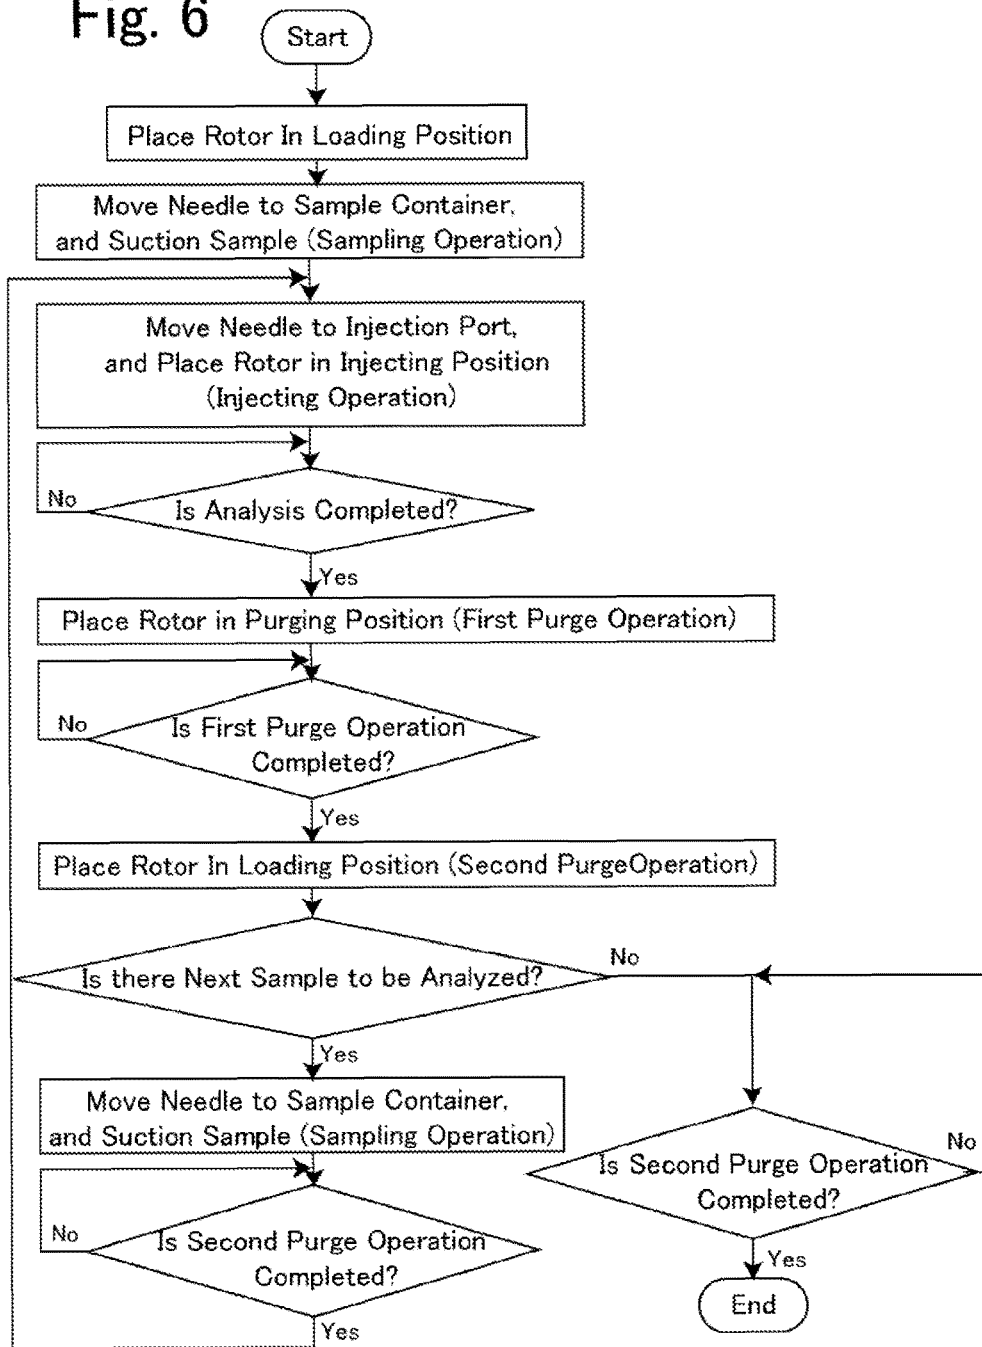 Fig. 6
Start
Place Rotor In Loading Position
Move Needle to Sample Container,
and Suction Sample (Sampling Operation)
Move Needle to Injection Port,
and Place Rotor in Injecting Position
(Injecting Operation)
No
Is Analysis Completed?
Yes
Place Rotor in Purging Position (First Purge Operation)
No
Is First Purge Operation
Completed?
Yes
Place Rotor In Loading Position (Second PurgeOperation)
Is there Next Sample to be Analyzed?
No
Yes
Move Needle to Sample Container,
and Suction Sample (Sampling Operation)
No
Is Second Purge Operation
Completed?
Yes
Is Second Purge Operation
Completed?
No
Yes
End